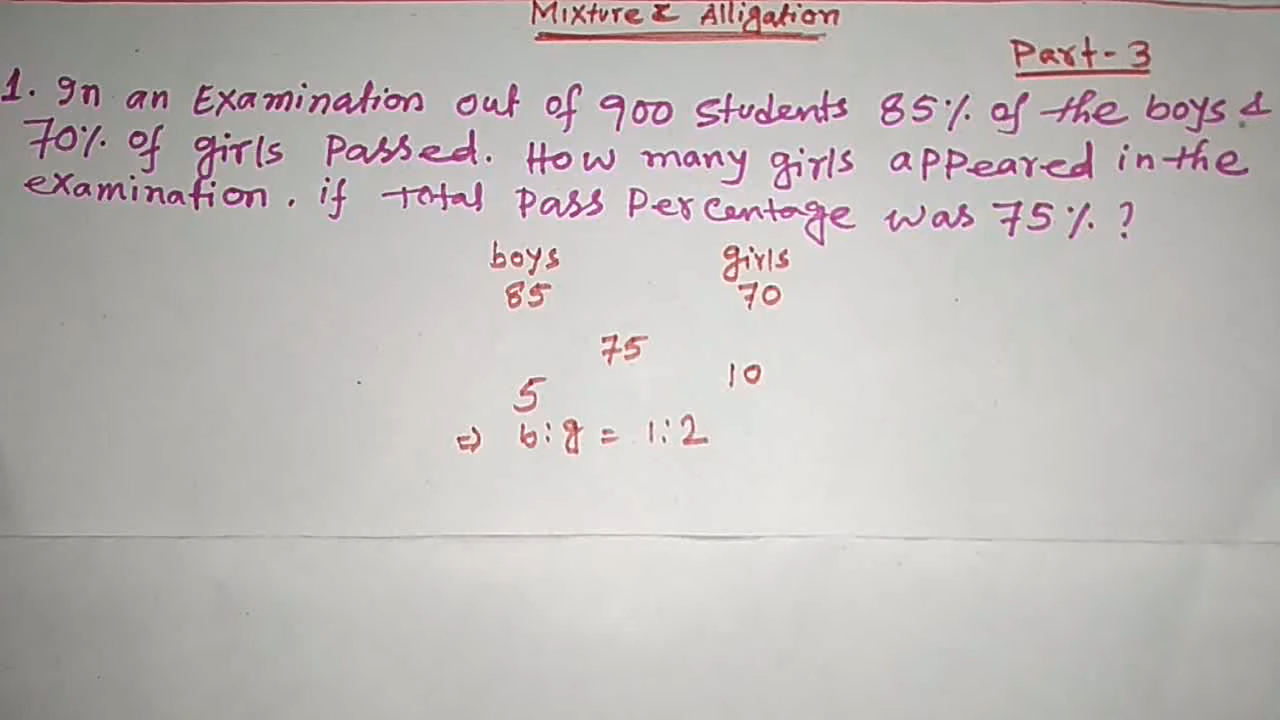 Mixture & Alligation
Part-3
1. In an Examination out of 900 students 85% of the boys &
70% of girls passed. How many girls appeared in the
examination. if total pass percentage was 75%?
boys girls
85 70
75
10
5
⇒ b:g = 1:2